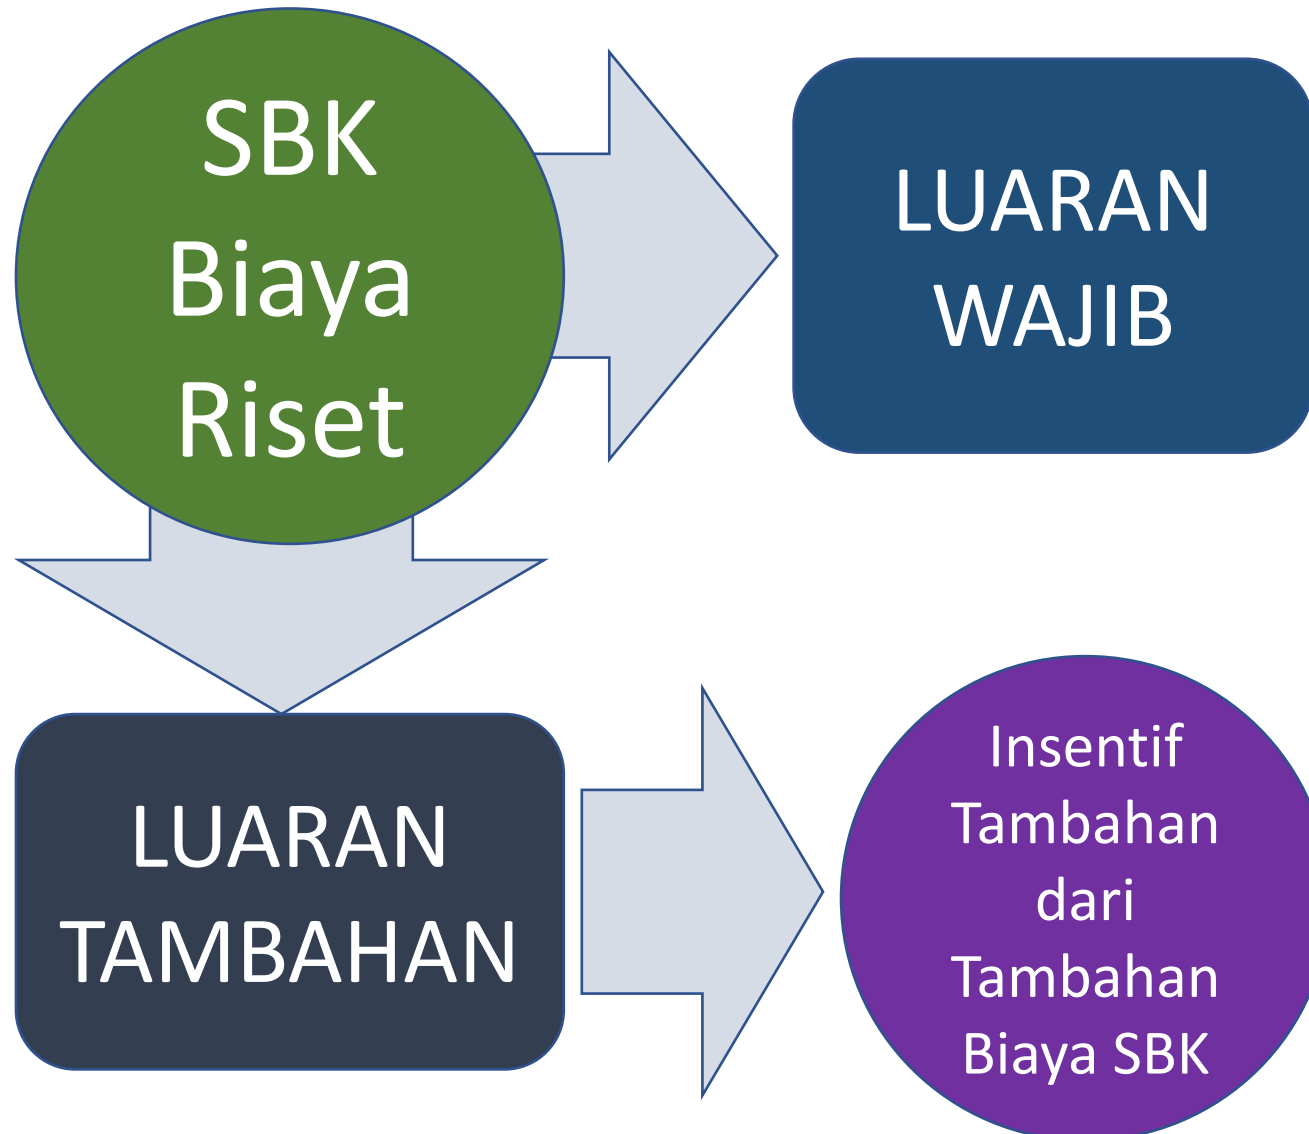 SBK
Biaya
Riset
LUARAN
WAJIB
LUARAN
TAMBAHAN
Insentif
Tambahan
dari
Tambahan
Biaya SBK